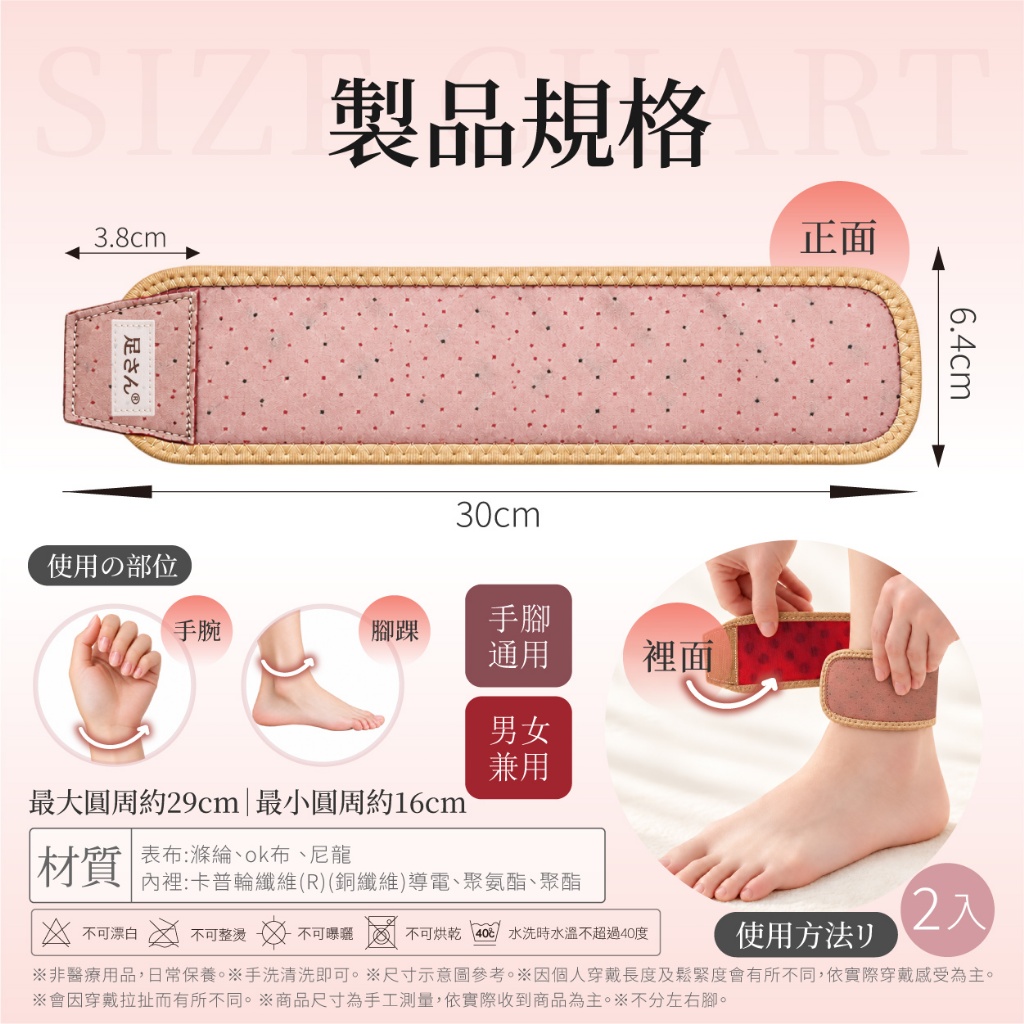 SIZE CHART
製品規格
正面
3.8cm
足さん®
6.4cm
30cm
使用の部位
手腕
腳踝
手腳
通用
男女
兼用
裡面
最大圓周約29cm|最小圓周約16cm
材質
表布:滌綸、ok布、尼龍
內裡:卡普輪纖維(R)(銅纖維)導電、聚氨酯、聚酯
不可漂白 不可整燙 不可曝曬 不可烘乾 40c 水洗時水溫不超過40度
使用方法リ
2入
※非醫療用品,日常保養。※手洗清洗即可。※尺寸示意圖參考。※因個人穿戴長度及鬆緊度會有所不同,依實際穿戴感受為主。
※會因穿戴拉扯而有所不同。※商品尺寸為手工測量,依實際收到商品為主。※不分左右腳。